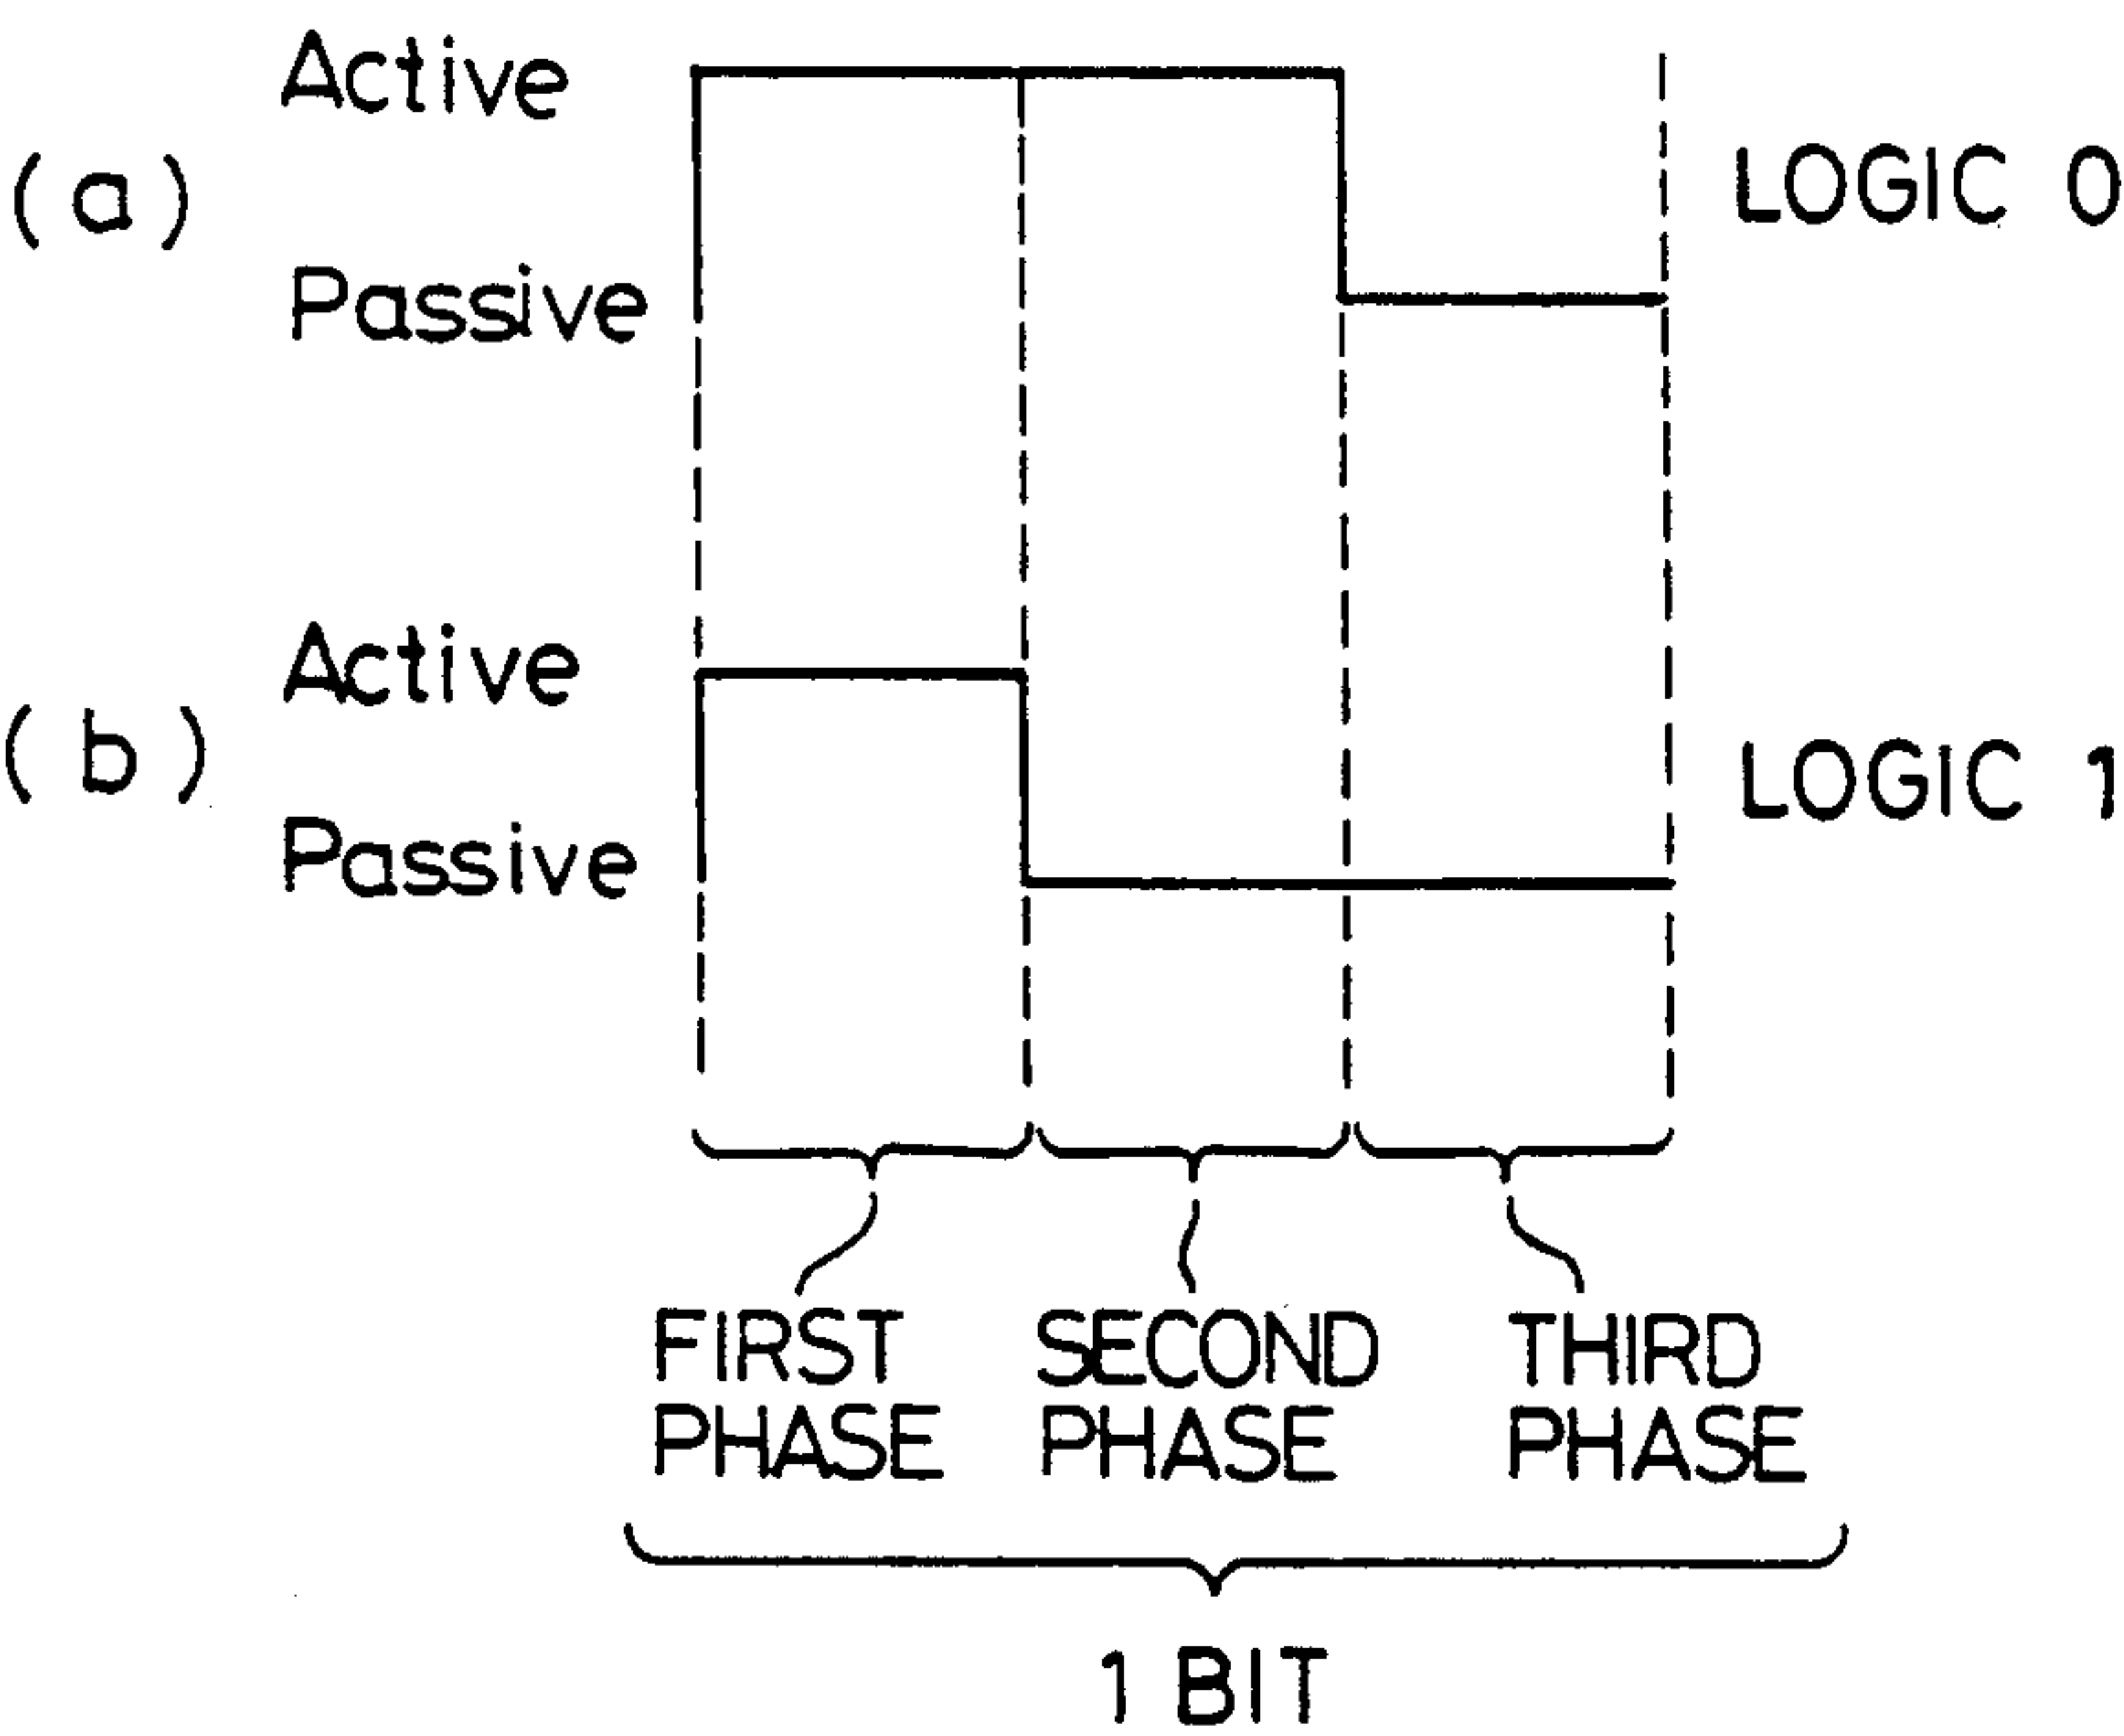 Active
(a)
LOGIC 0
Passive
Active
(b)
LOGIC 1
Passive
FIRST PHASE
SECOND PHASE
THIRD PHASE
1 BIT